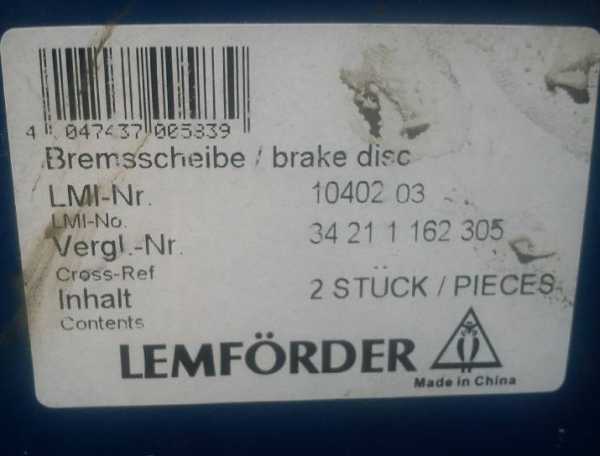 4 047437 005839
Bremsscheibe / brake disc
LMI-Nr. 10402 03
LMI-No.
Vergl.-Nr. 34 21 1 162 305
Cross-Ref
Inhalt 2 STÜCK / PIECES
Contents
LEMFÖRDER
Made in China